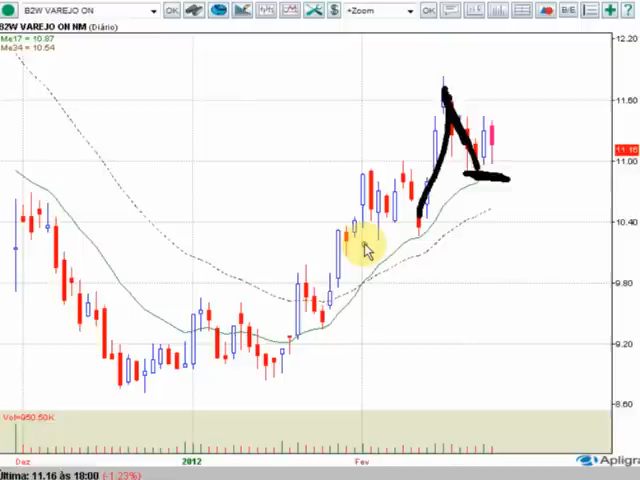 B2W VAREJO ON
OK
+Zoom
OK
B/E
?
B2W VAREJO ON NM (Diário)
Me17 = 10.87
Me34 = 10.54
12.20
11.60
11.16
11.00
10.40
9.80
9.20
8.60
Vol=950.50K
Dez
2012
Fev
Apligra
Última: 11.16 às 18:00 (-1.23%)